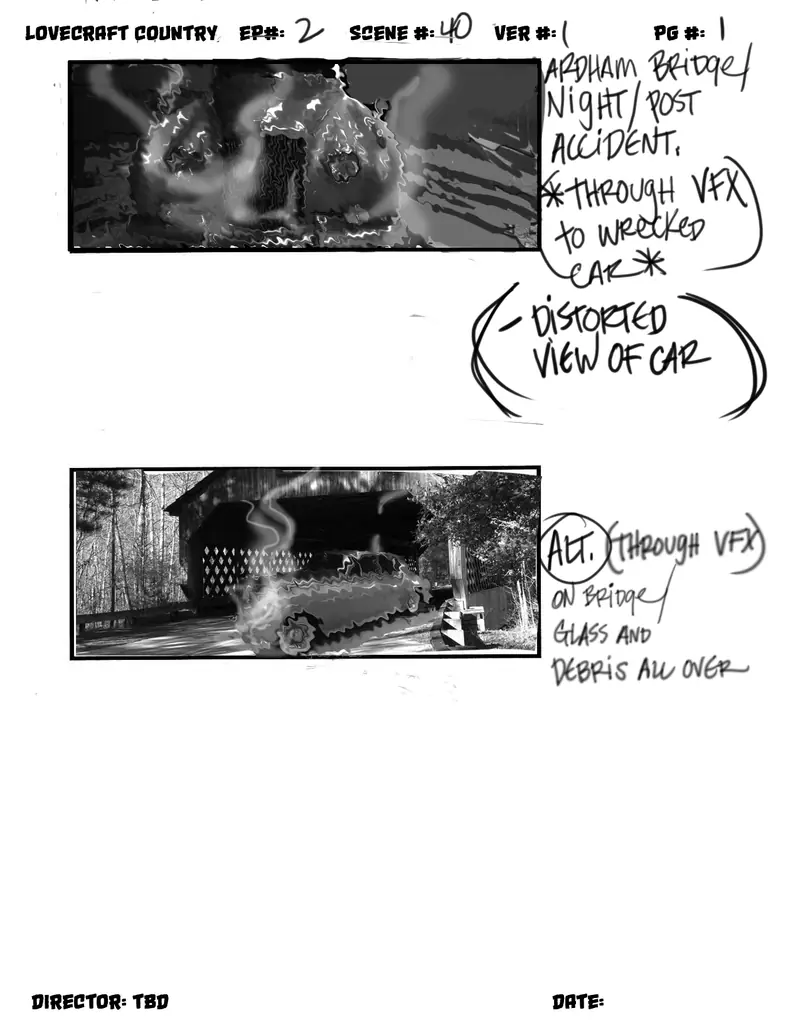 LOVECRAFT COUNTRY EP#: 2 SCENE #: 40 VER #: 1 PG #: 1
ARDHAM BRIDGE/
NIGHT/POST
ACCIDENT.
*THROUGH VFX
TO WRECKED
CAR*
- DISTORTED
VIEW OF CAR
ALT. (THROUGH VFX)
ON BRIDGE/
GLASS AND
DEBRIS ALL OVER
DIRECTOR: TBD DATE: